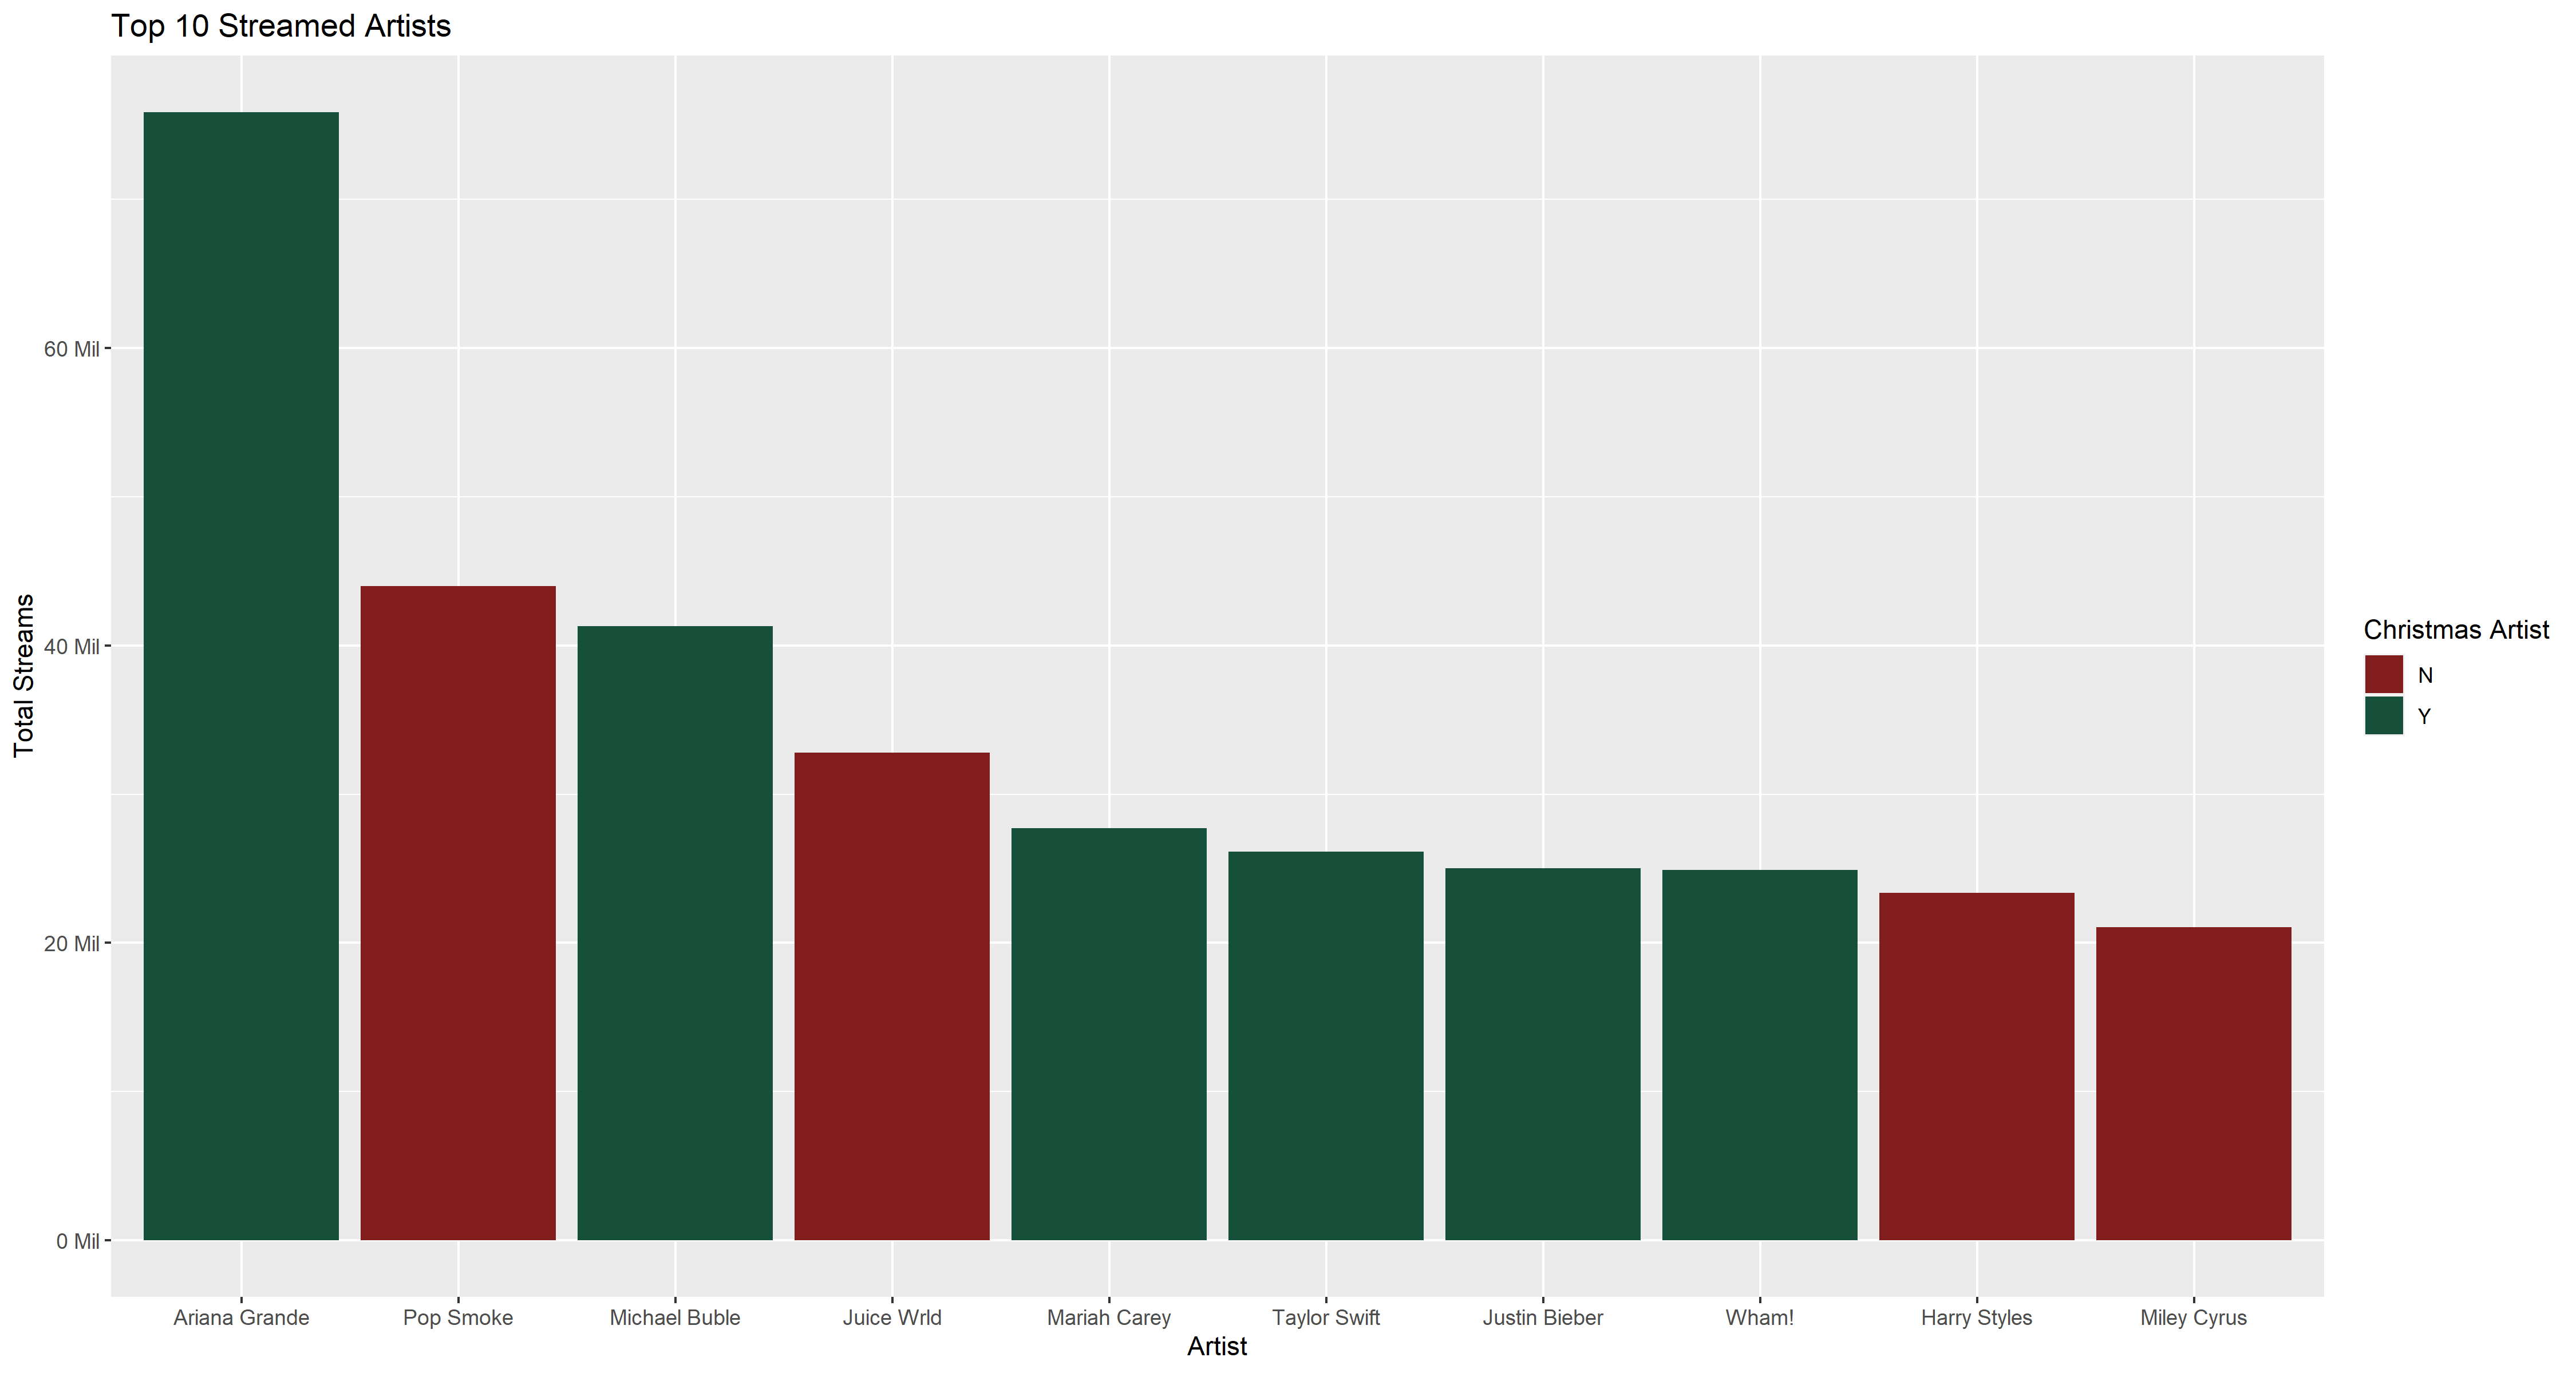 Top 10 Streamed Artists
Total Streams
60 Mil
40 Mil
20 Mil
0 Mil
Ariana Grande
Pop Smoke
Michael Buble
Juice Wrld
Mariah Carey
Taylor Swift
Justin Bieber
Wham!
Harry Styles
Miley Cyrus
Artist
Christmas Artist
N
Y